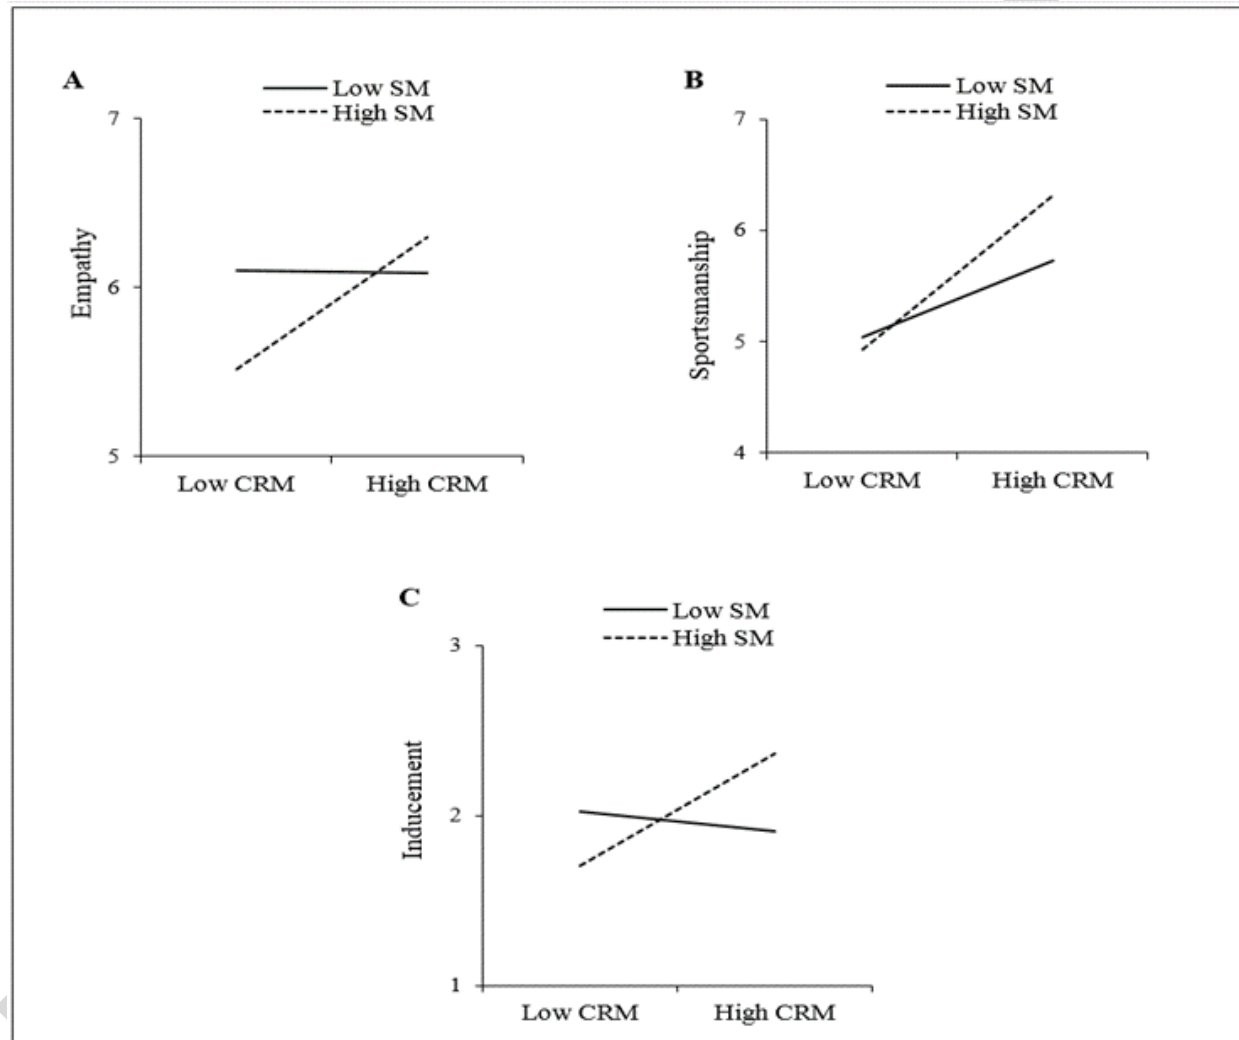 A
Low SM
High SM
7
6
5
Empathy
Low CRM High CRM
B
Low SM
High SM
7
6
5
4
Sportsmanship
Low CRM High CRM
C
Low SM
High SM
3
2
1
Inducement
Low CRM High CRM